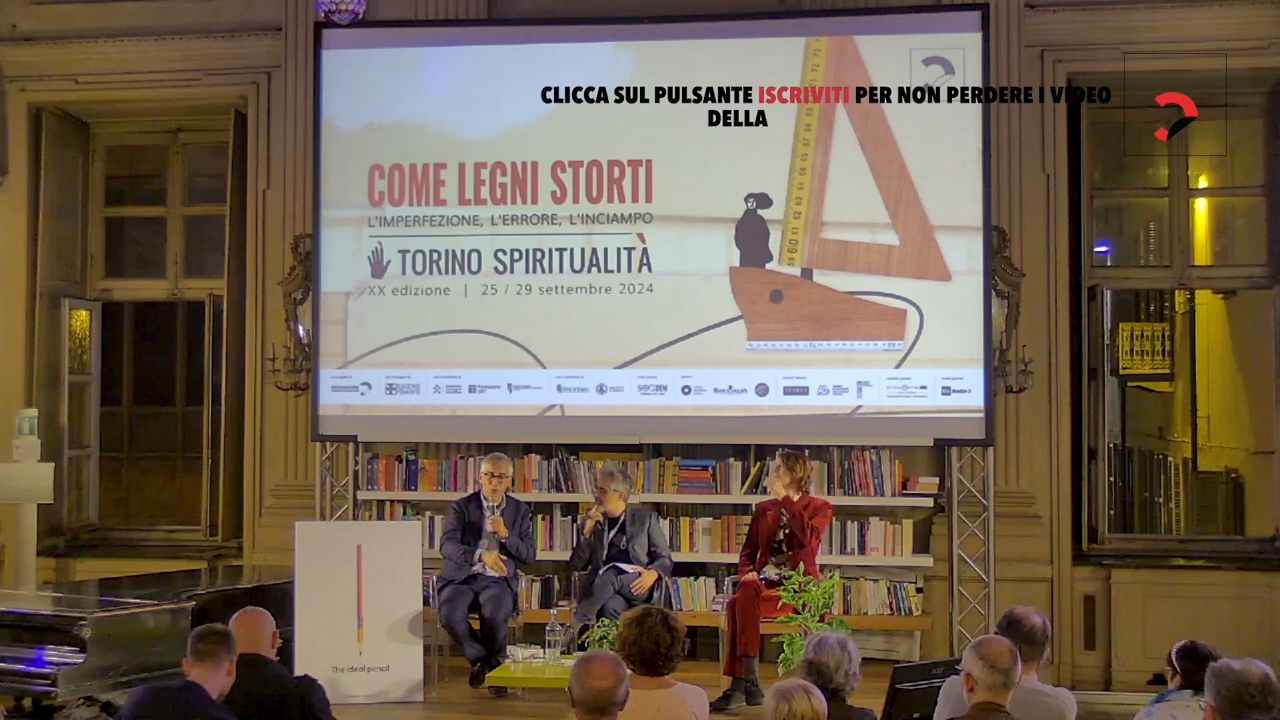 CLICCA SUL PULSANTE ISCRIVITI PER NON PERDERE I VIDEO
DELLA
COME LEGNI STORTI
L'IMPERFEZIONE, L'ERRORE, L'INCIAMPO
TORINO SPIRITUALITÀ
XX edizione | 25 / 29 settembre 2024
The ideal pencil